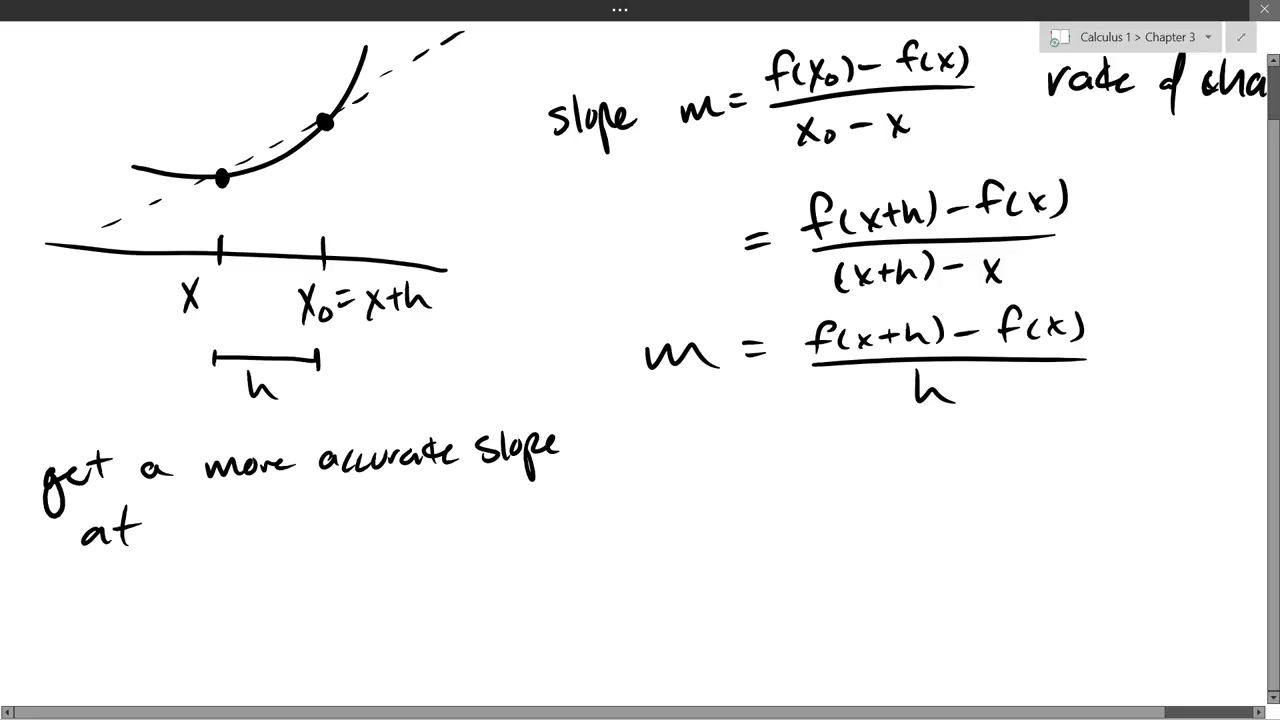 Calculus 1 > Chapter 3
slope m = f(x₀) - f(x) / x₀ - x
rate of cha
= f(x+h) - f(x) / (x+h) - x
m = f(x+h) - f(x) / h
x
x₀ = x+h
h
get a more accurate slope
at